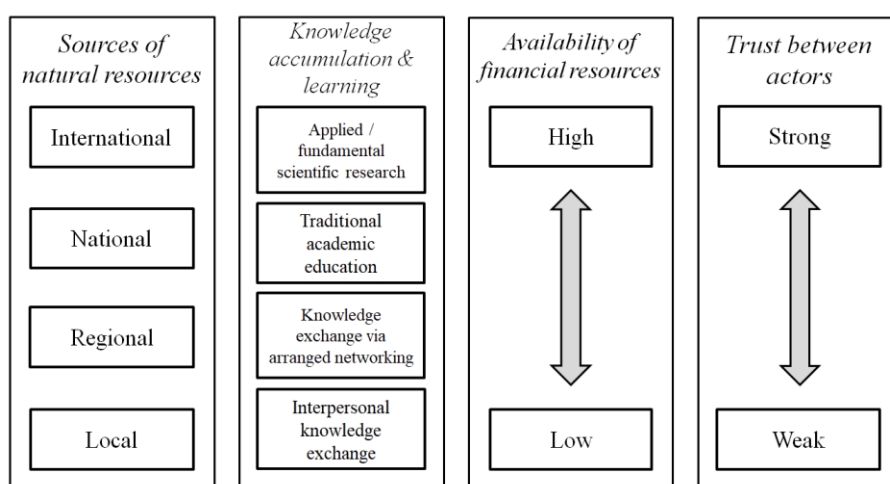 Sources of
natural resources
International
National
Regional
Local
Knowledge
accumulation &
learning
Applied /
fundamental
scientific research
Traditional
academic
education
Knowledge
exchange via
arranged networking
Interpersonal
knowledge
exchange
Availability of
financial resources
High
Low
Trust between
actors
Strong
Weak